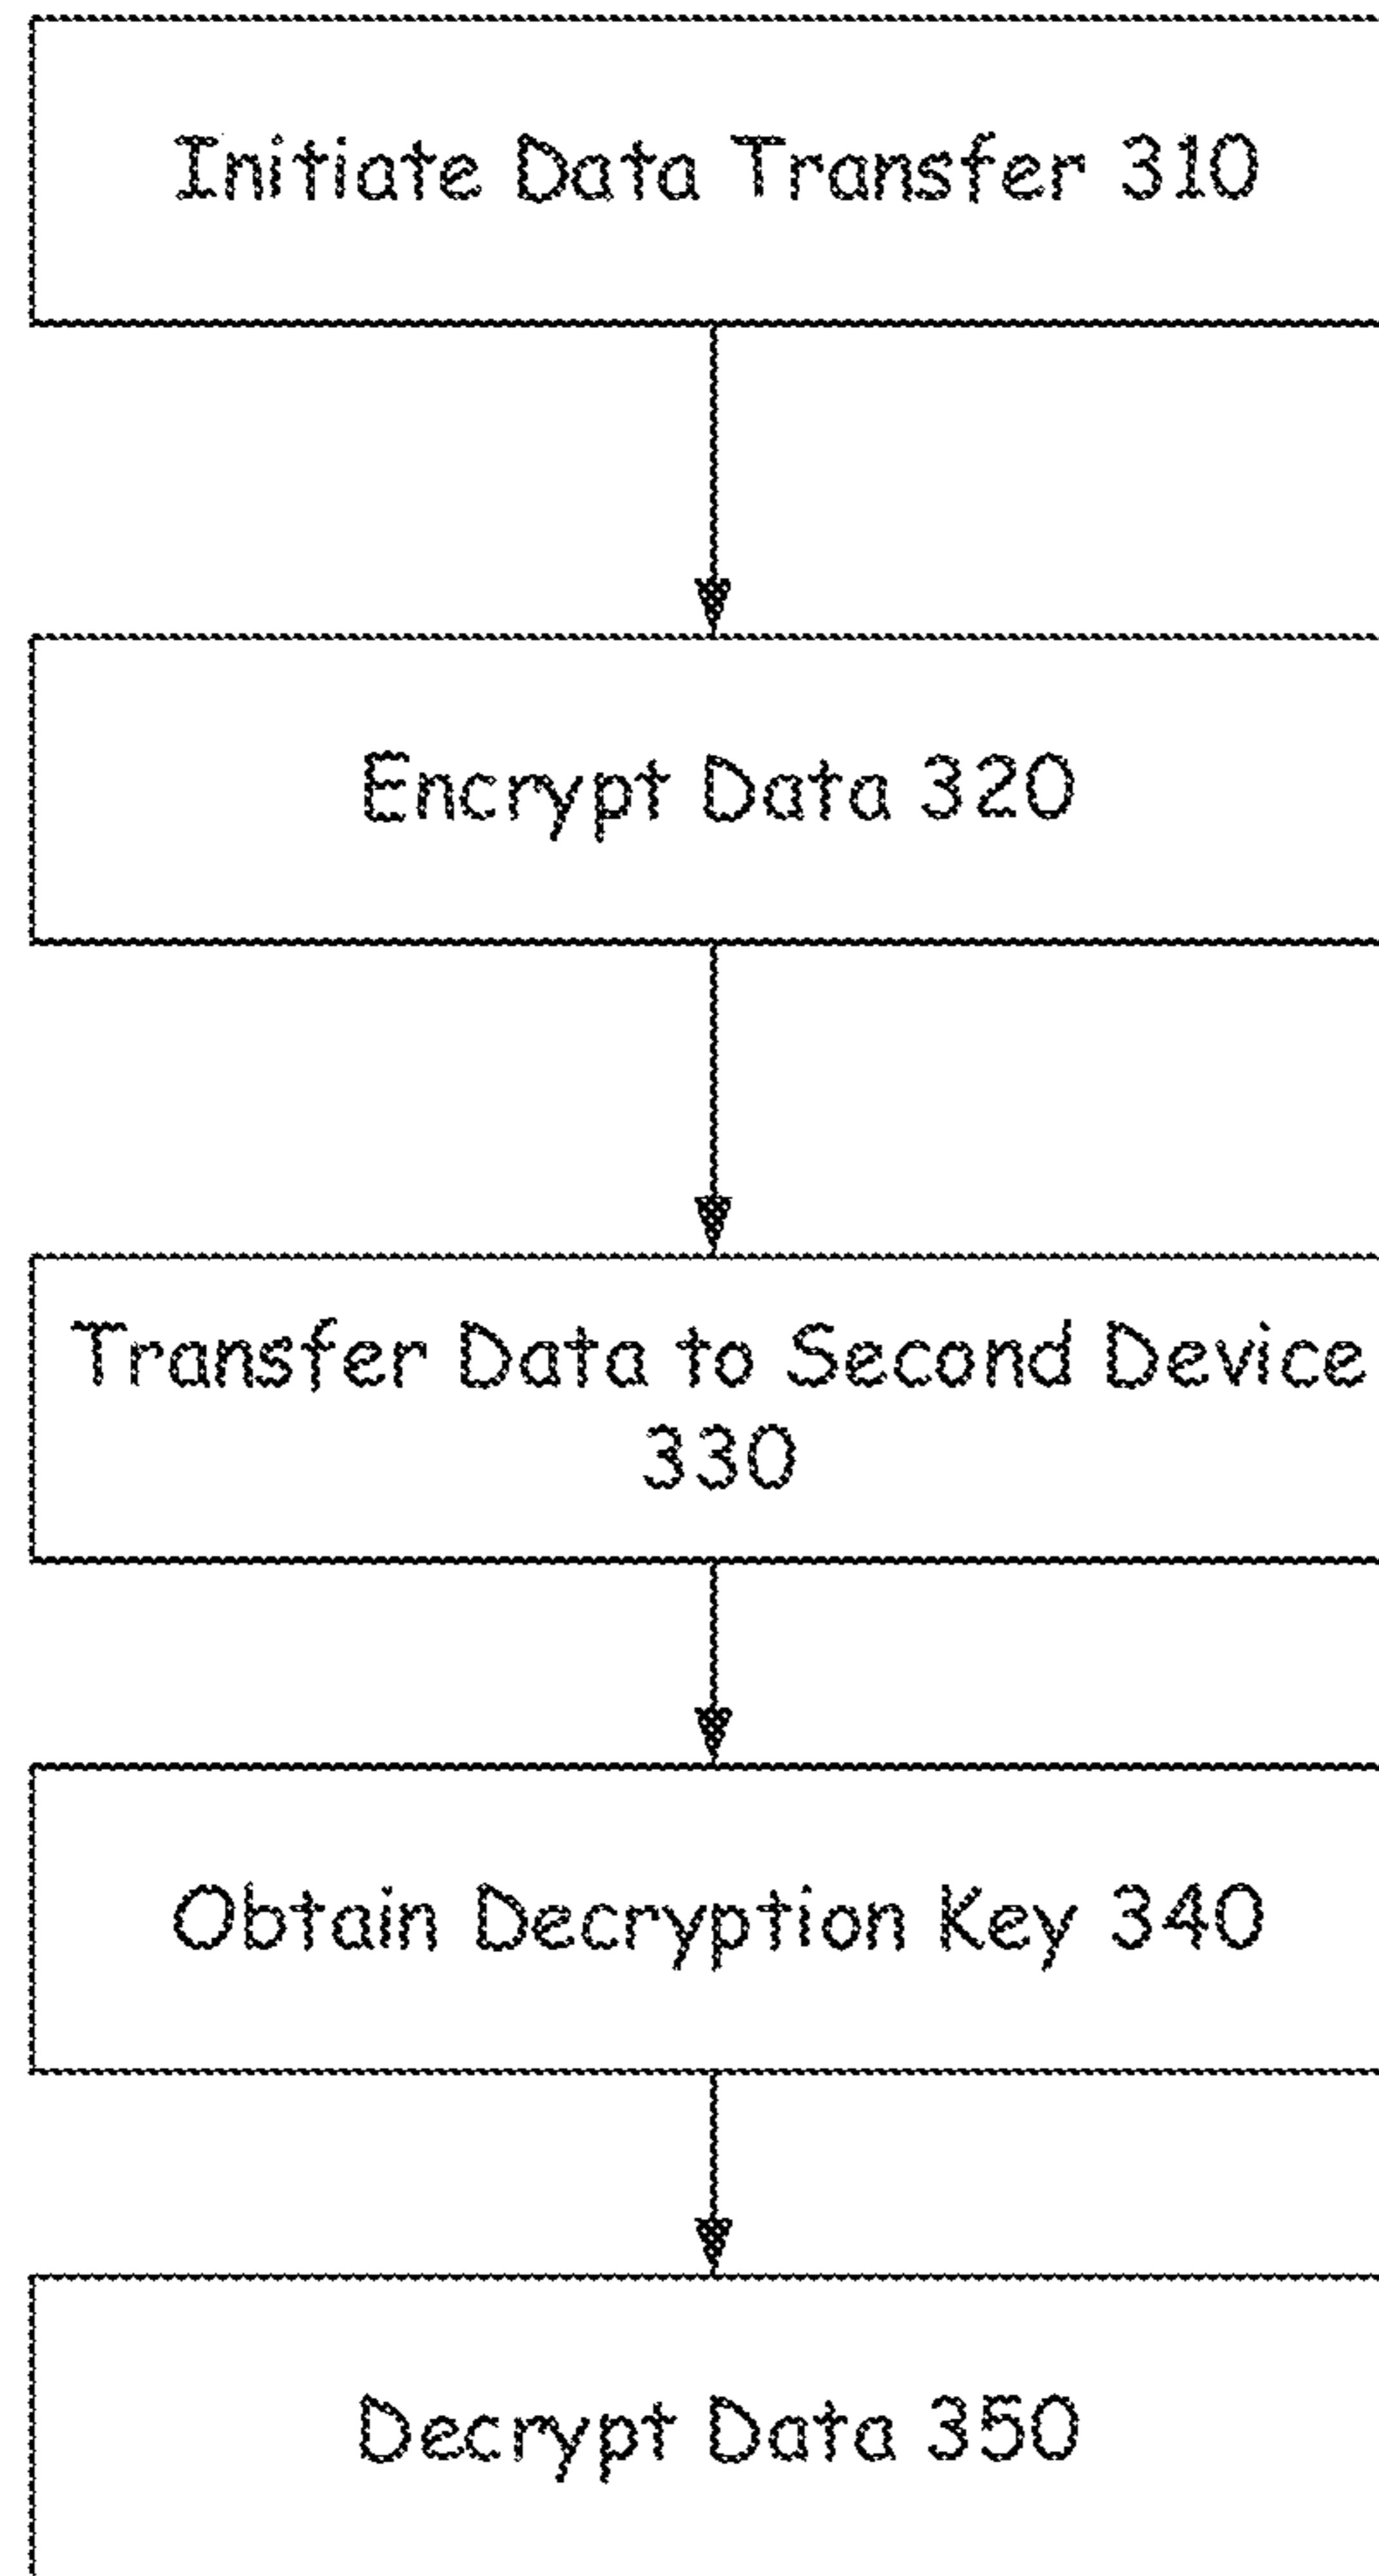 Initiate Data Transfer 310
Encrypt Data 320
Transfer Data to Second Device
330
Obtain Decryption Key 340
Decrypt Data 350